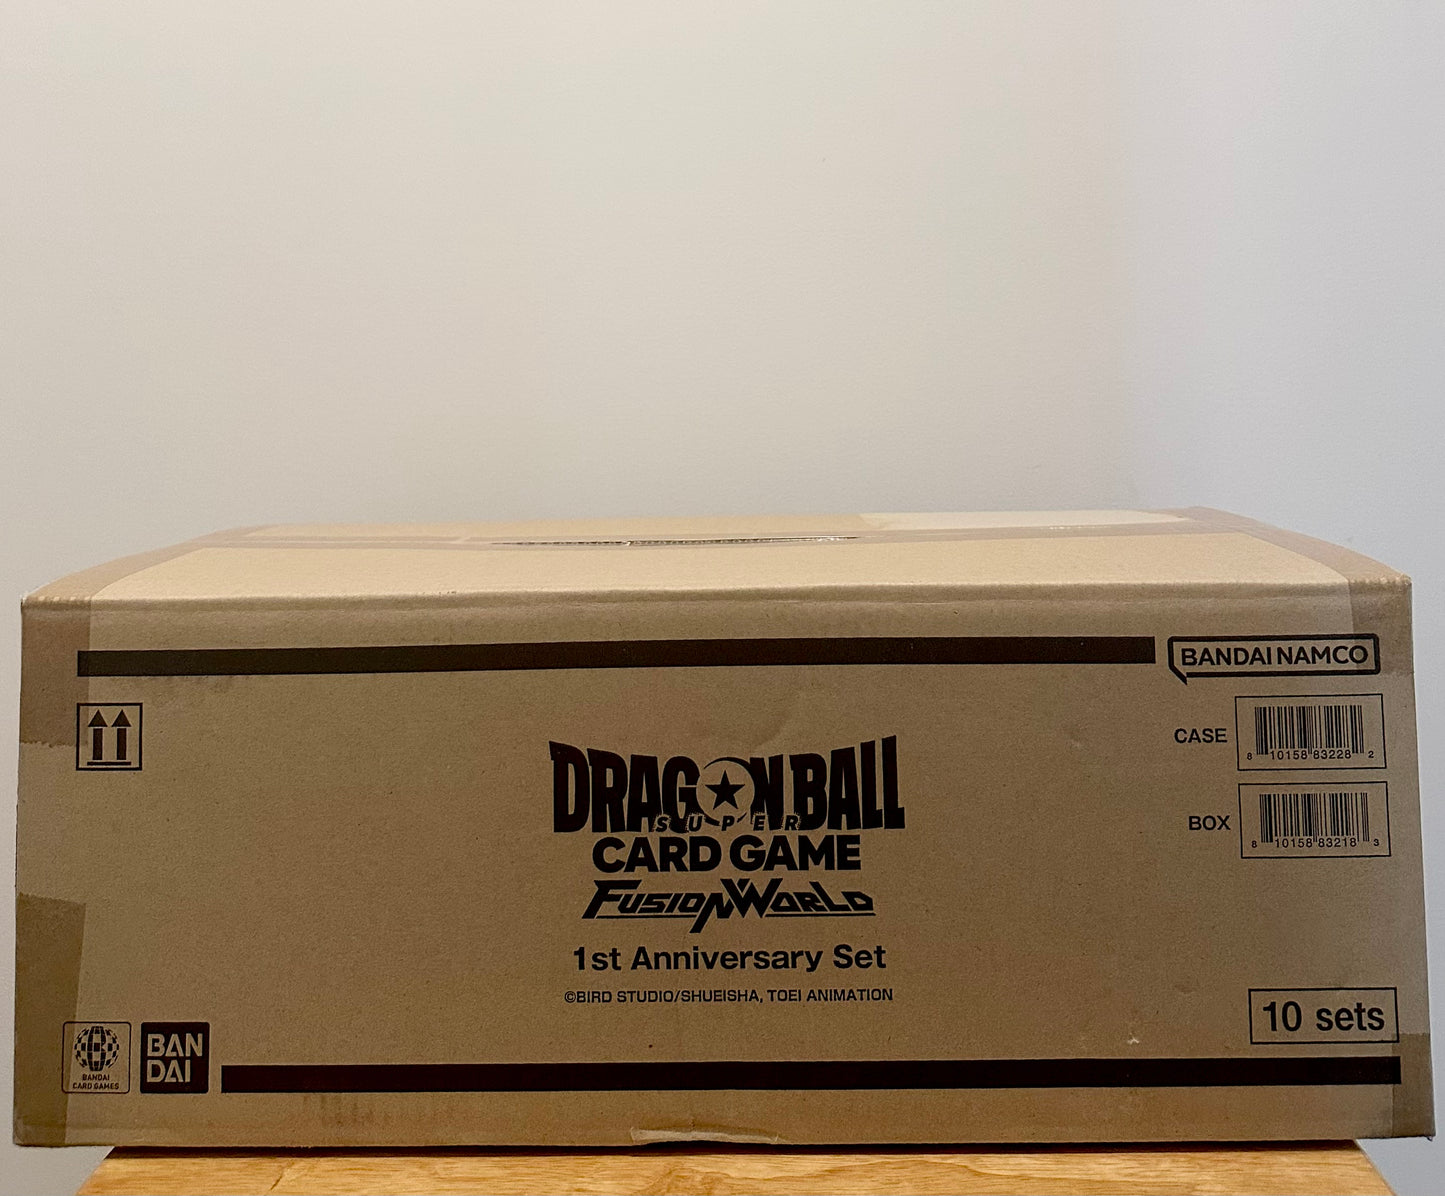 BANDAI NAMCO
CASE
8 10158 83228 2
BOX
8 10158 83218 3
DRAGON BALL
SUPER
CARD GAME
FUSION WORLD
1st Anniversary Set
©BIRD STUDIO/SHUEISHA, TOEI ANIMATION
10 sets
BANDAI
CARD GAMES
BAN
DAI